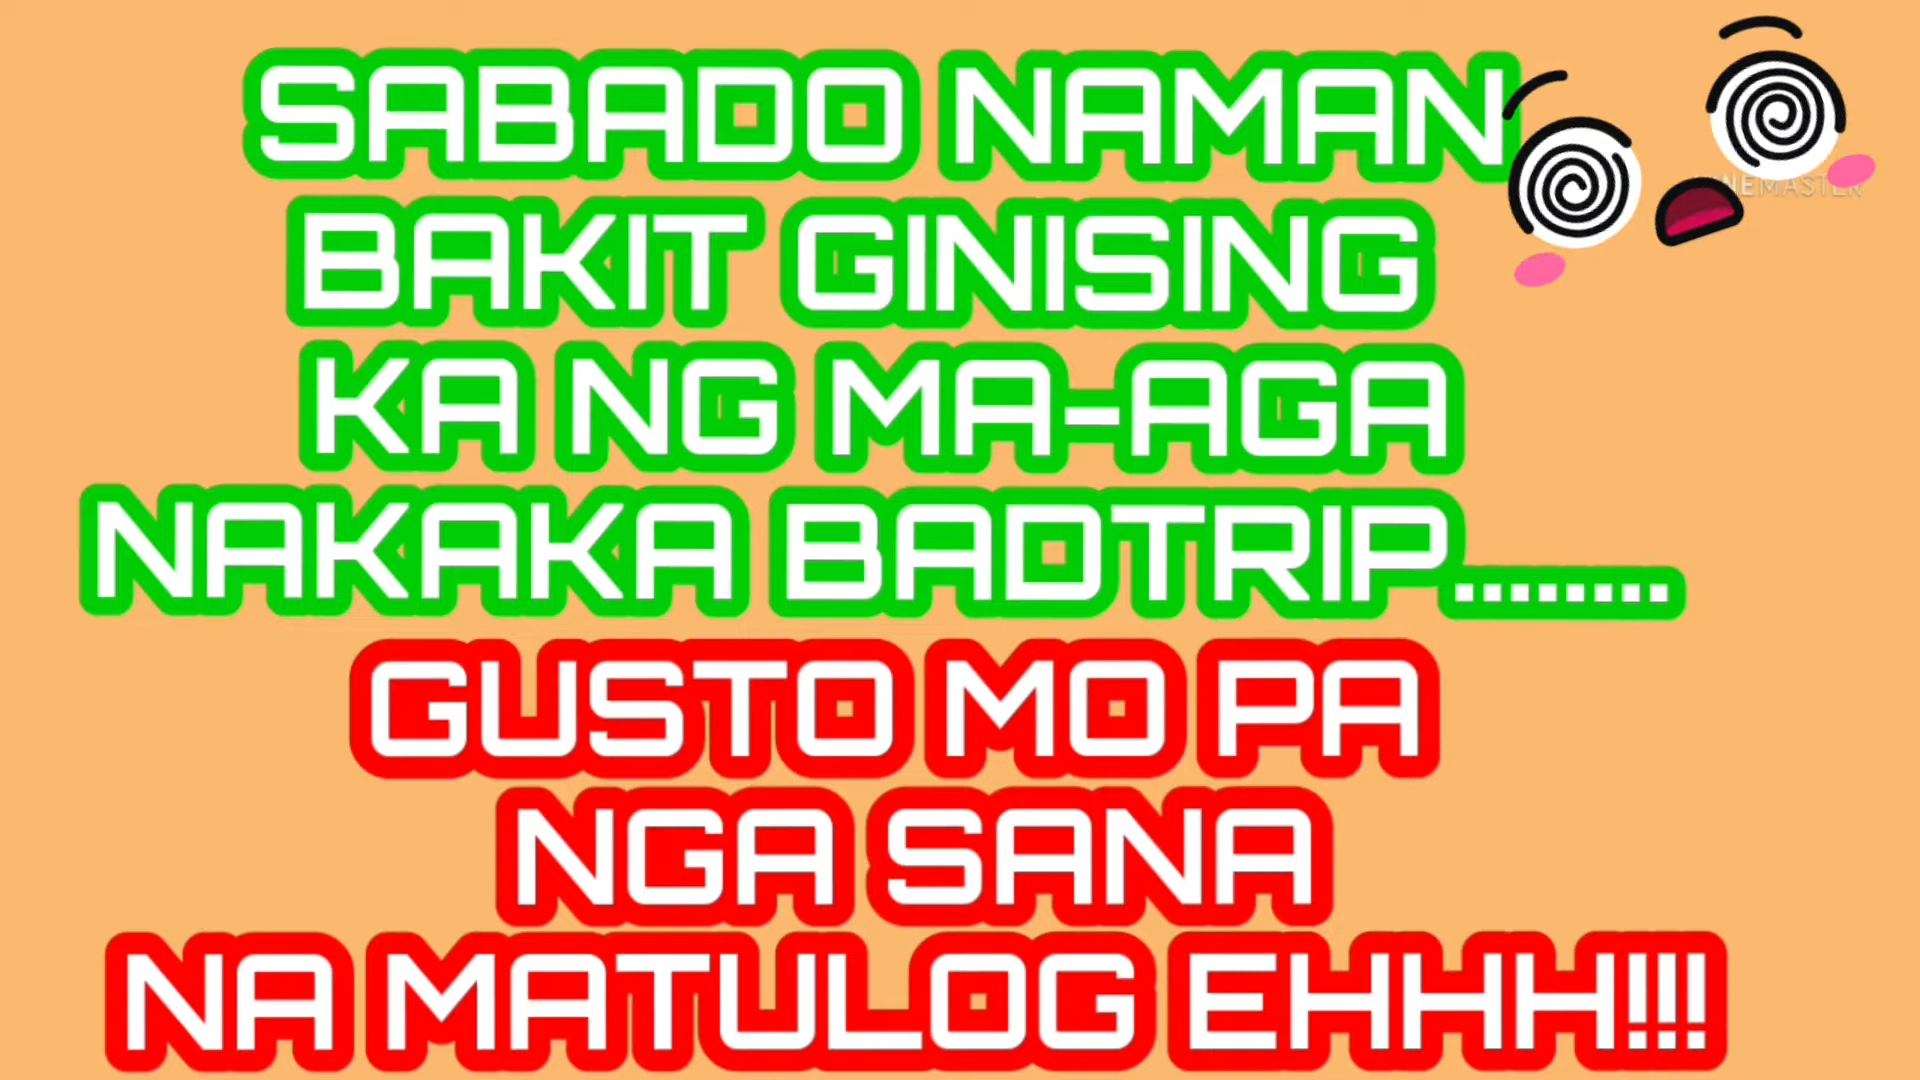 SABADO NAMAN
BAKIT GINISING
KA NG MA-AGA
NAKAKA BADTRIP........
GUSTO MO PA
NGA SANA
NA MATULOG EHHH!!!